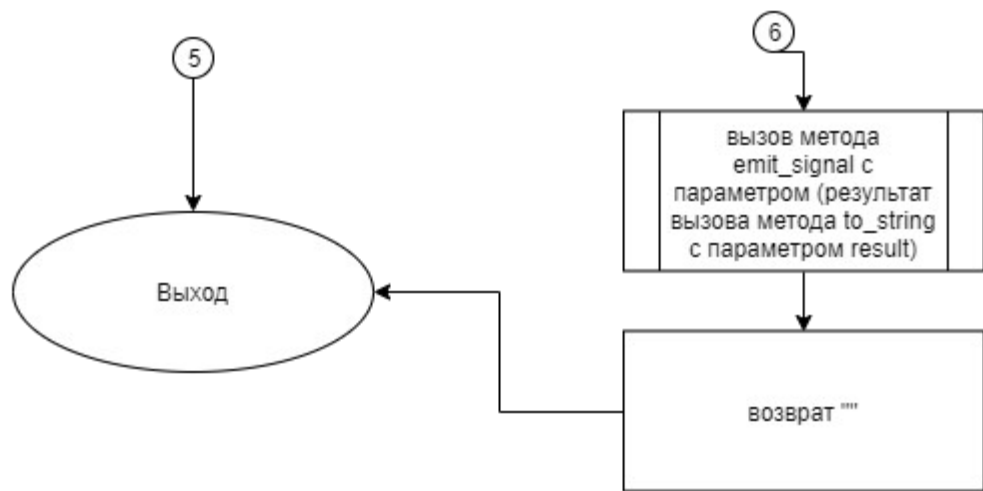 5
6
вызов метода
emit_signal с
параметром (результат
вызова метода to_string
с параметром result)
Выход
возврат ""